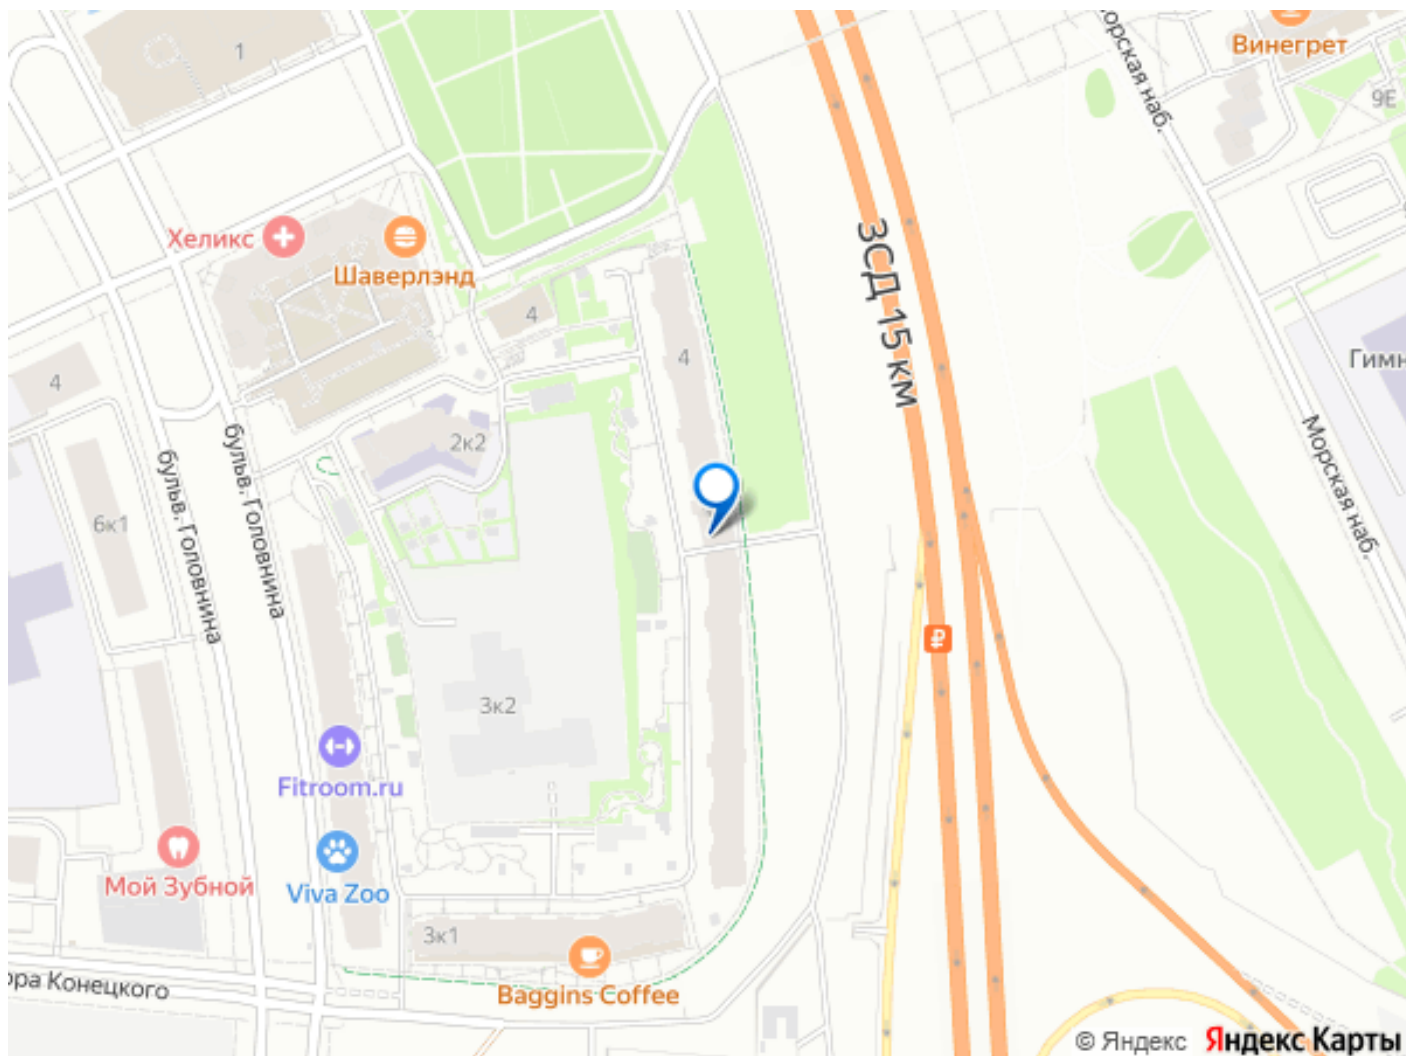 1
Винегрет
9Е
орская наб.
Хеликс
Шаверлэнд
ЗСД 15 км
4
4
4
Гимн
2к2
бульв. Головнина
бульв. Головнина
6к1
Морская наб.
3к2
Fitroom.ru
Мой Зубной
Viva Zoo
3к1
ора Конецкого
Baggins Coffee
© Яндекс Яндекс Карты